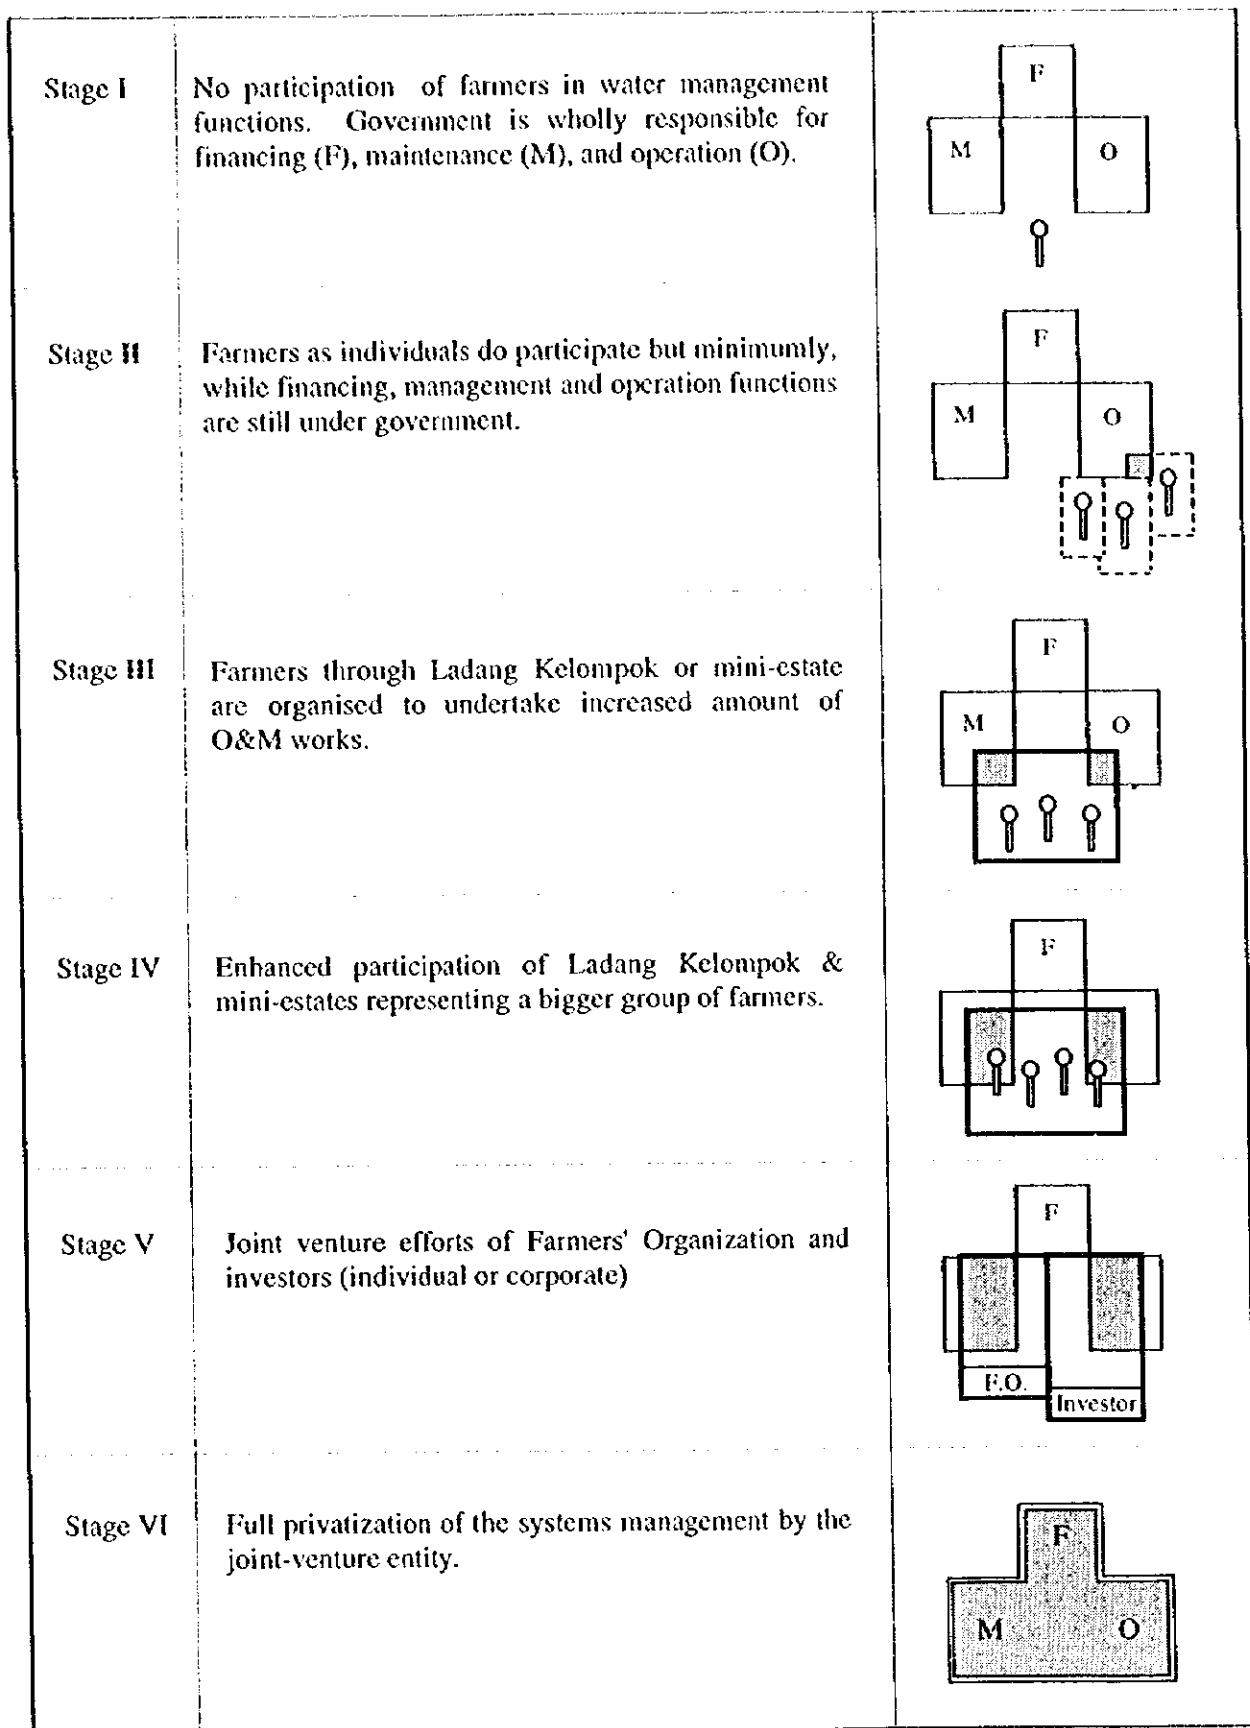 Stage I
No participation of farmers in water management
functions. Government is wholly responsible for
financing (F), maintenance (M), and operation (O).
F
M
O
Stage II
Farmers as individuals do participate but minimumly,
while financing, management and operation functions
are still under government.
F
M
O
Stage III
Farmers through Ladang Kelompok or mini-estate
are organised to undertake increased amount of
O&M works.
F
M
O
Stage IV
Enhanced participation of Ladang Kelompok &
mini-estates representing a bigger group of farmers.
F
Stage V
Joint venture efforts of Farmers' Organization and
investors (individual or corporate)
F
F.O.
Investor
Stage VI
Full privatization of the systems management by the
joint-venture entity.
F
M
O